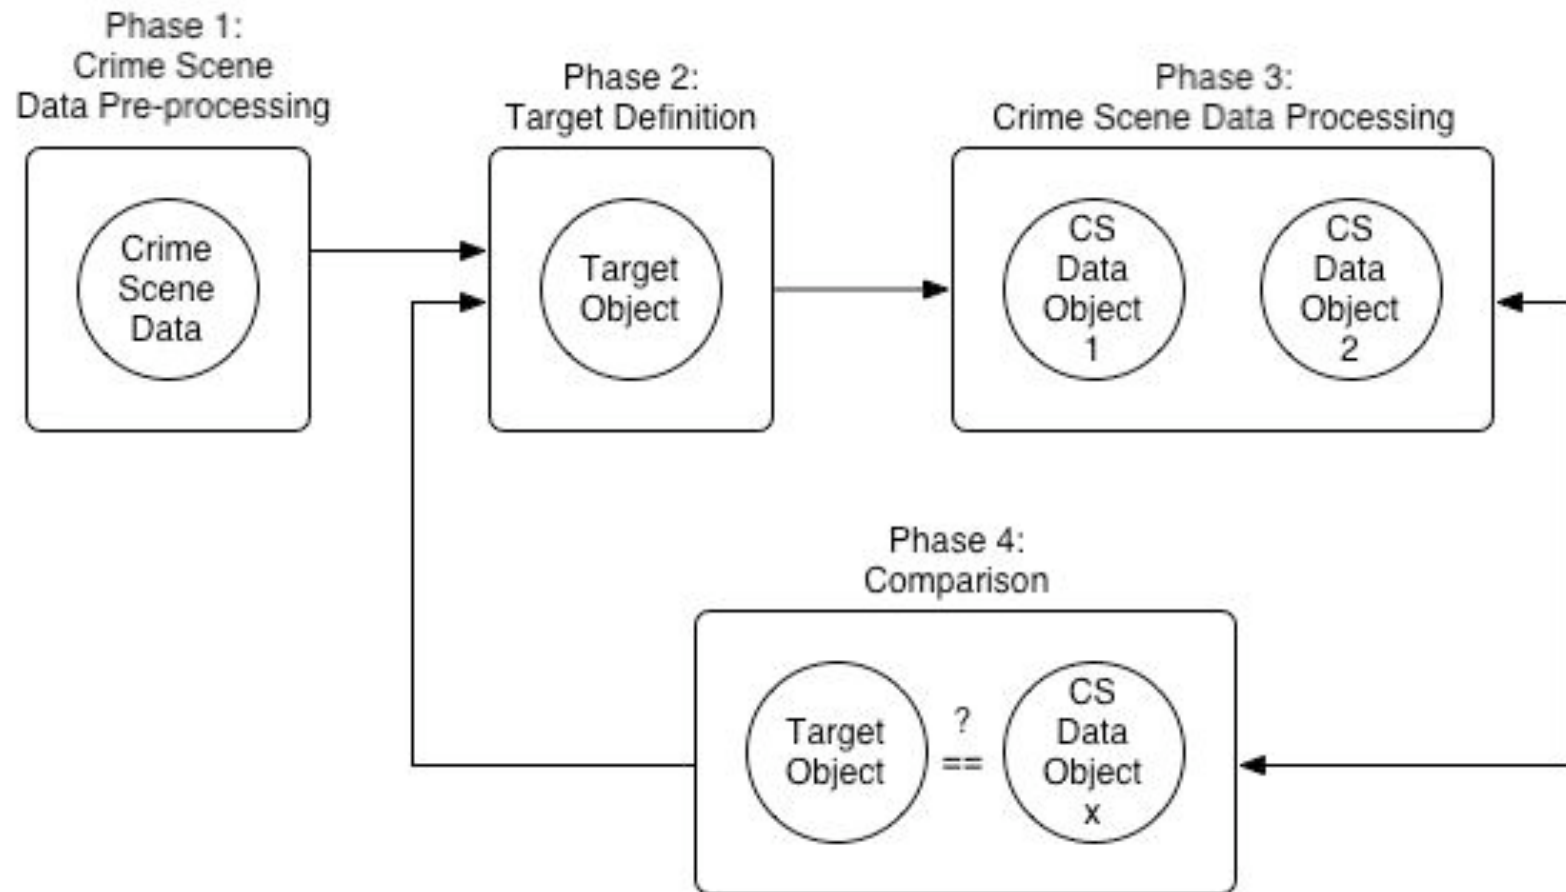 Phase 1:
Crime Scene
Data Pre-processing
Crime
Scene
Data
Phase 2:
Target Definition
Target
Object
Phase 3:
Crime Scene Data Processing
CS
Data
Object
1
CS
Data
Object
2
Phase 4:
Comparison
Target
Object
?
==
CS
Data
Object
x